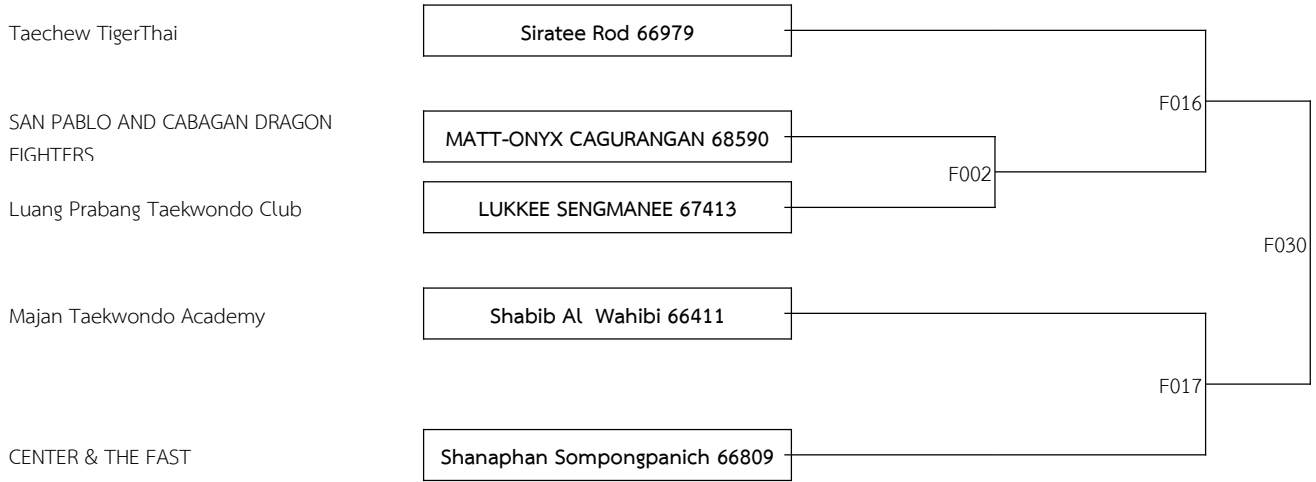 Taechew TigerThai
Siratee Rod 66979
F016
SAN PABLO AND CABAGAN DRAGON
FIGHTERS
MATT-ONYX CAGURANGAN 68590
F002
Luang Prabang Taekwondo Club
LUKKEE SENGMANEE 67413
F030
Majan Taekwondo Academy
Shabib Al  Wahibi 66411
F017
CENTER & THE FAST
Shanaphan Sompongpanich 66809